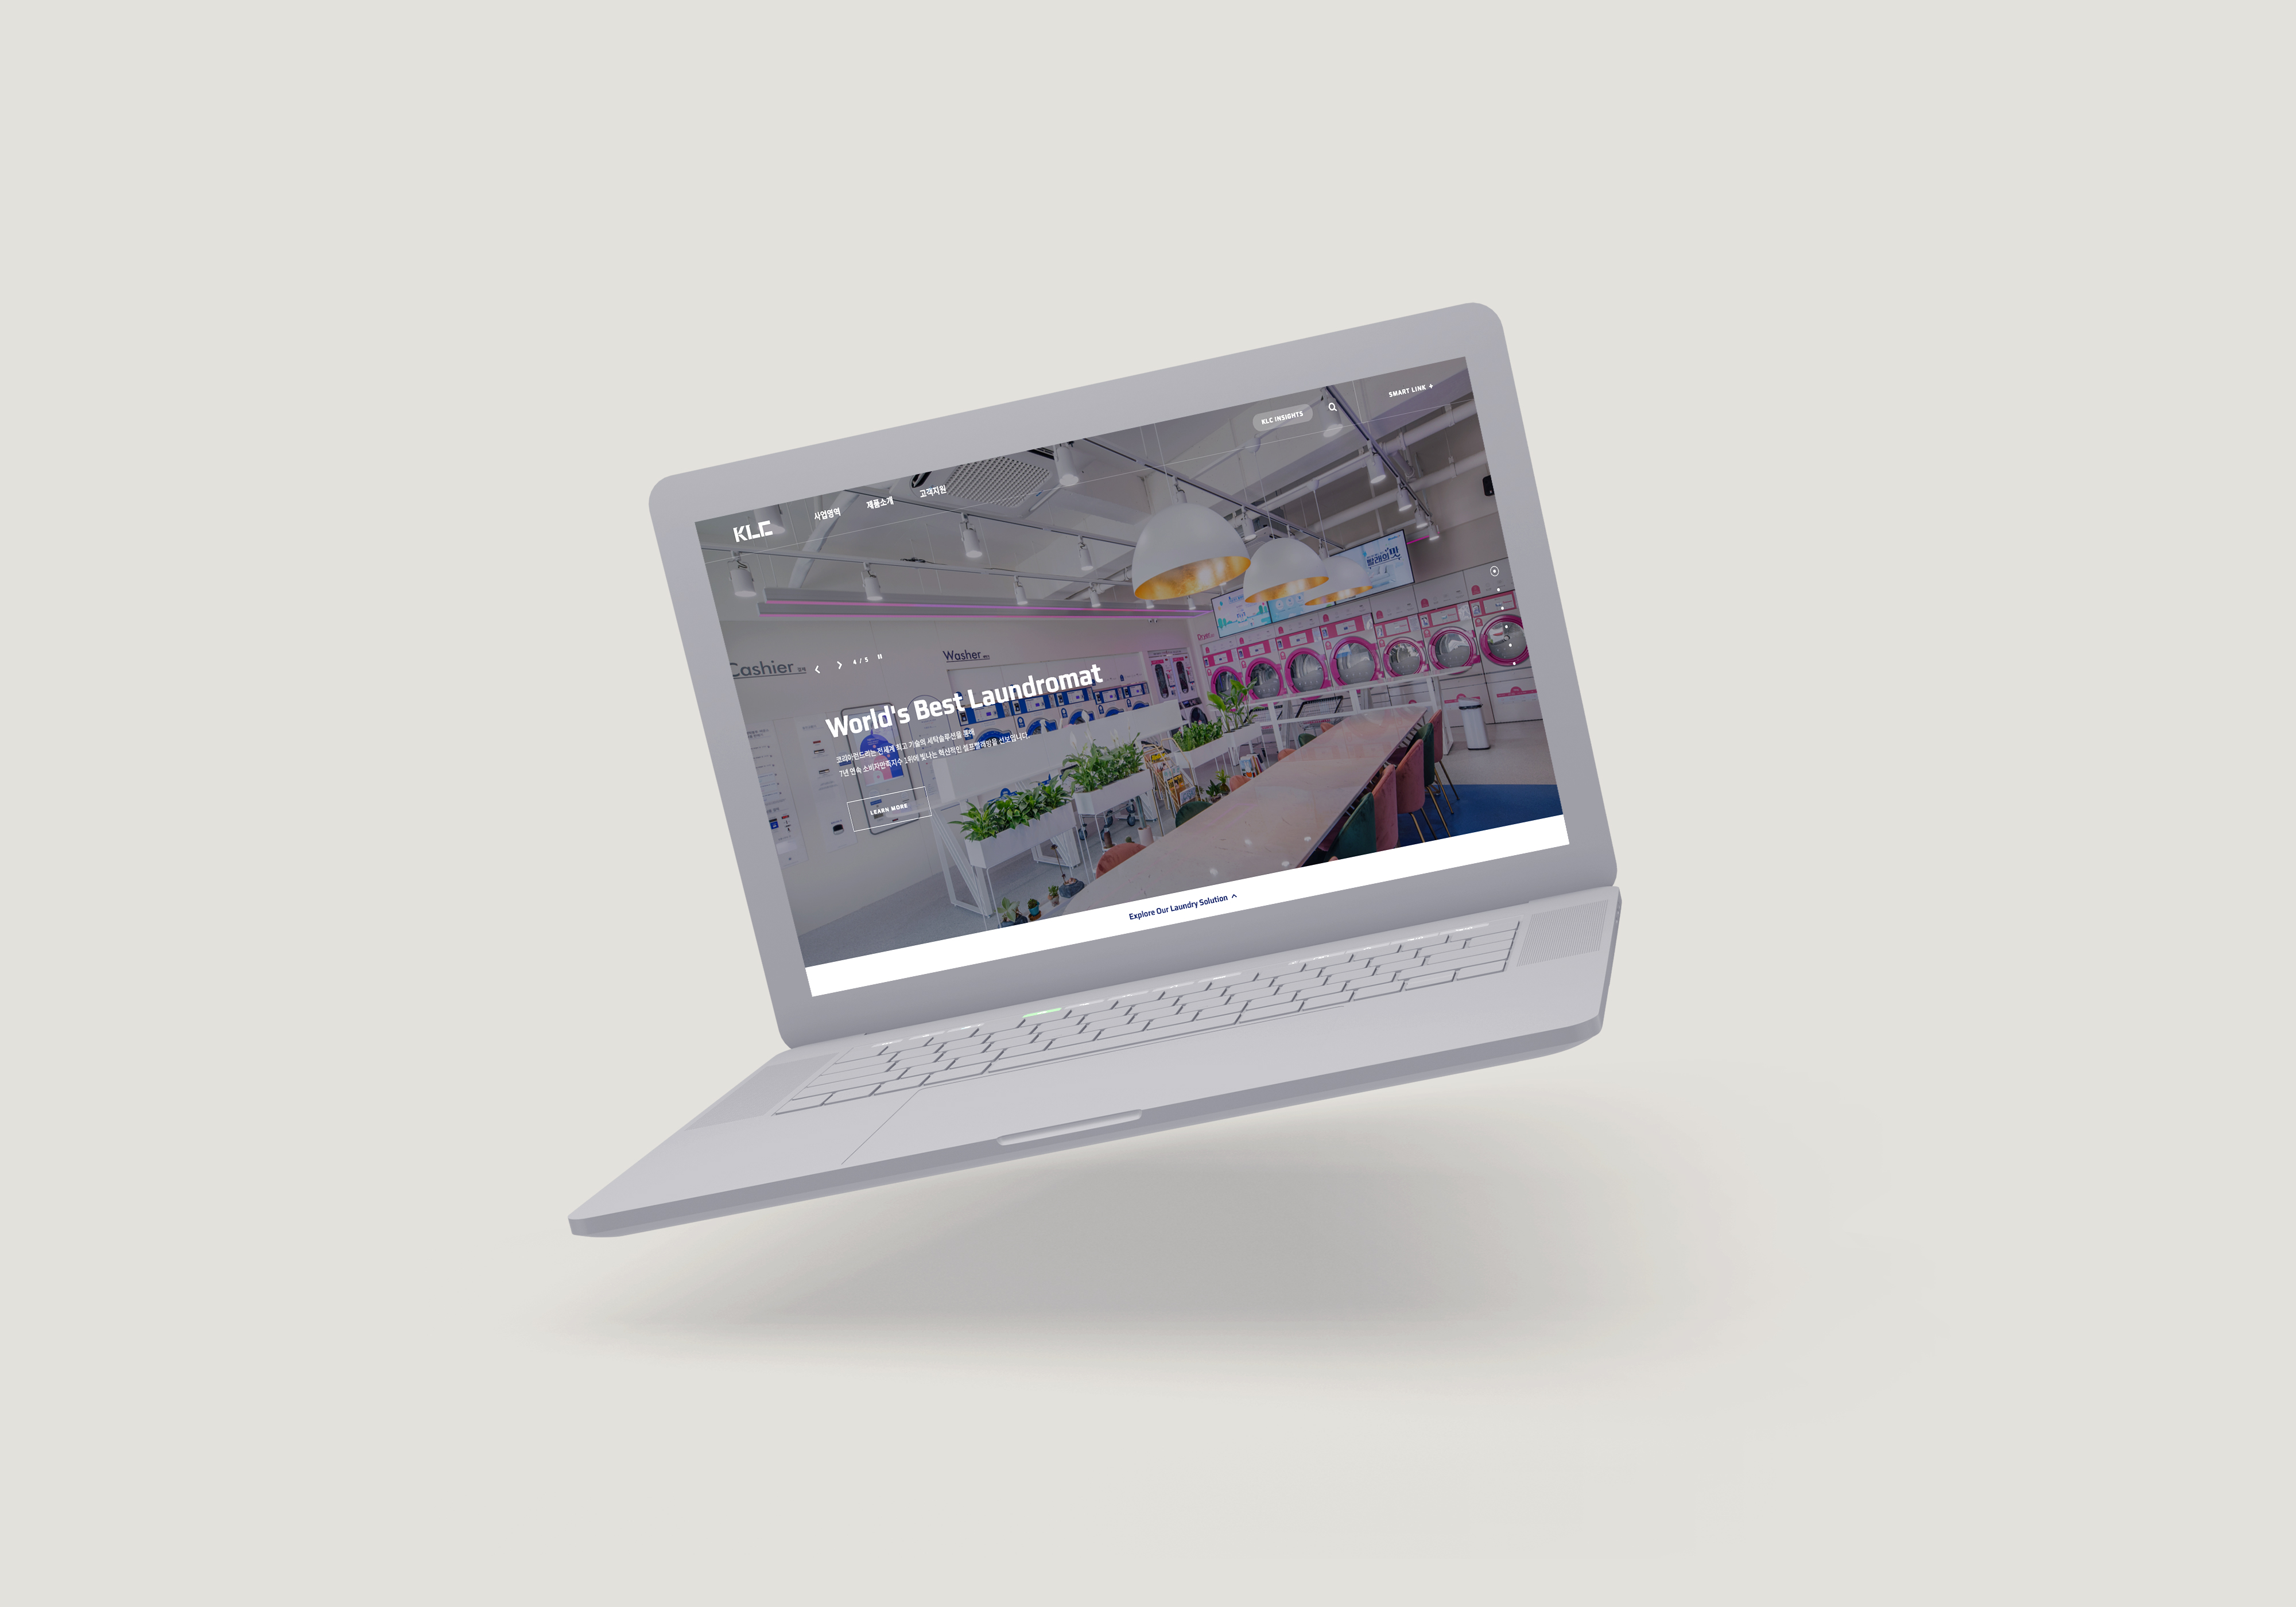 KLC
사업영역
제품소개
고객지원
KLC INSIGHTS
SMART LINK +
빨래의 맛
Cashier
Washer
4 / 5
World's Best Laundromat
코리아런드리는 전세계 최고 기술의 세탁솔루션을 통해
7년 연속 소비자만족지수 1위에 빛나는 혁신적인 셀프빨래방을 선보입니다.
LEARN MORE
Explore Our Laundry Solution